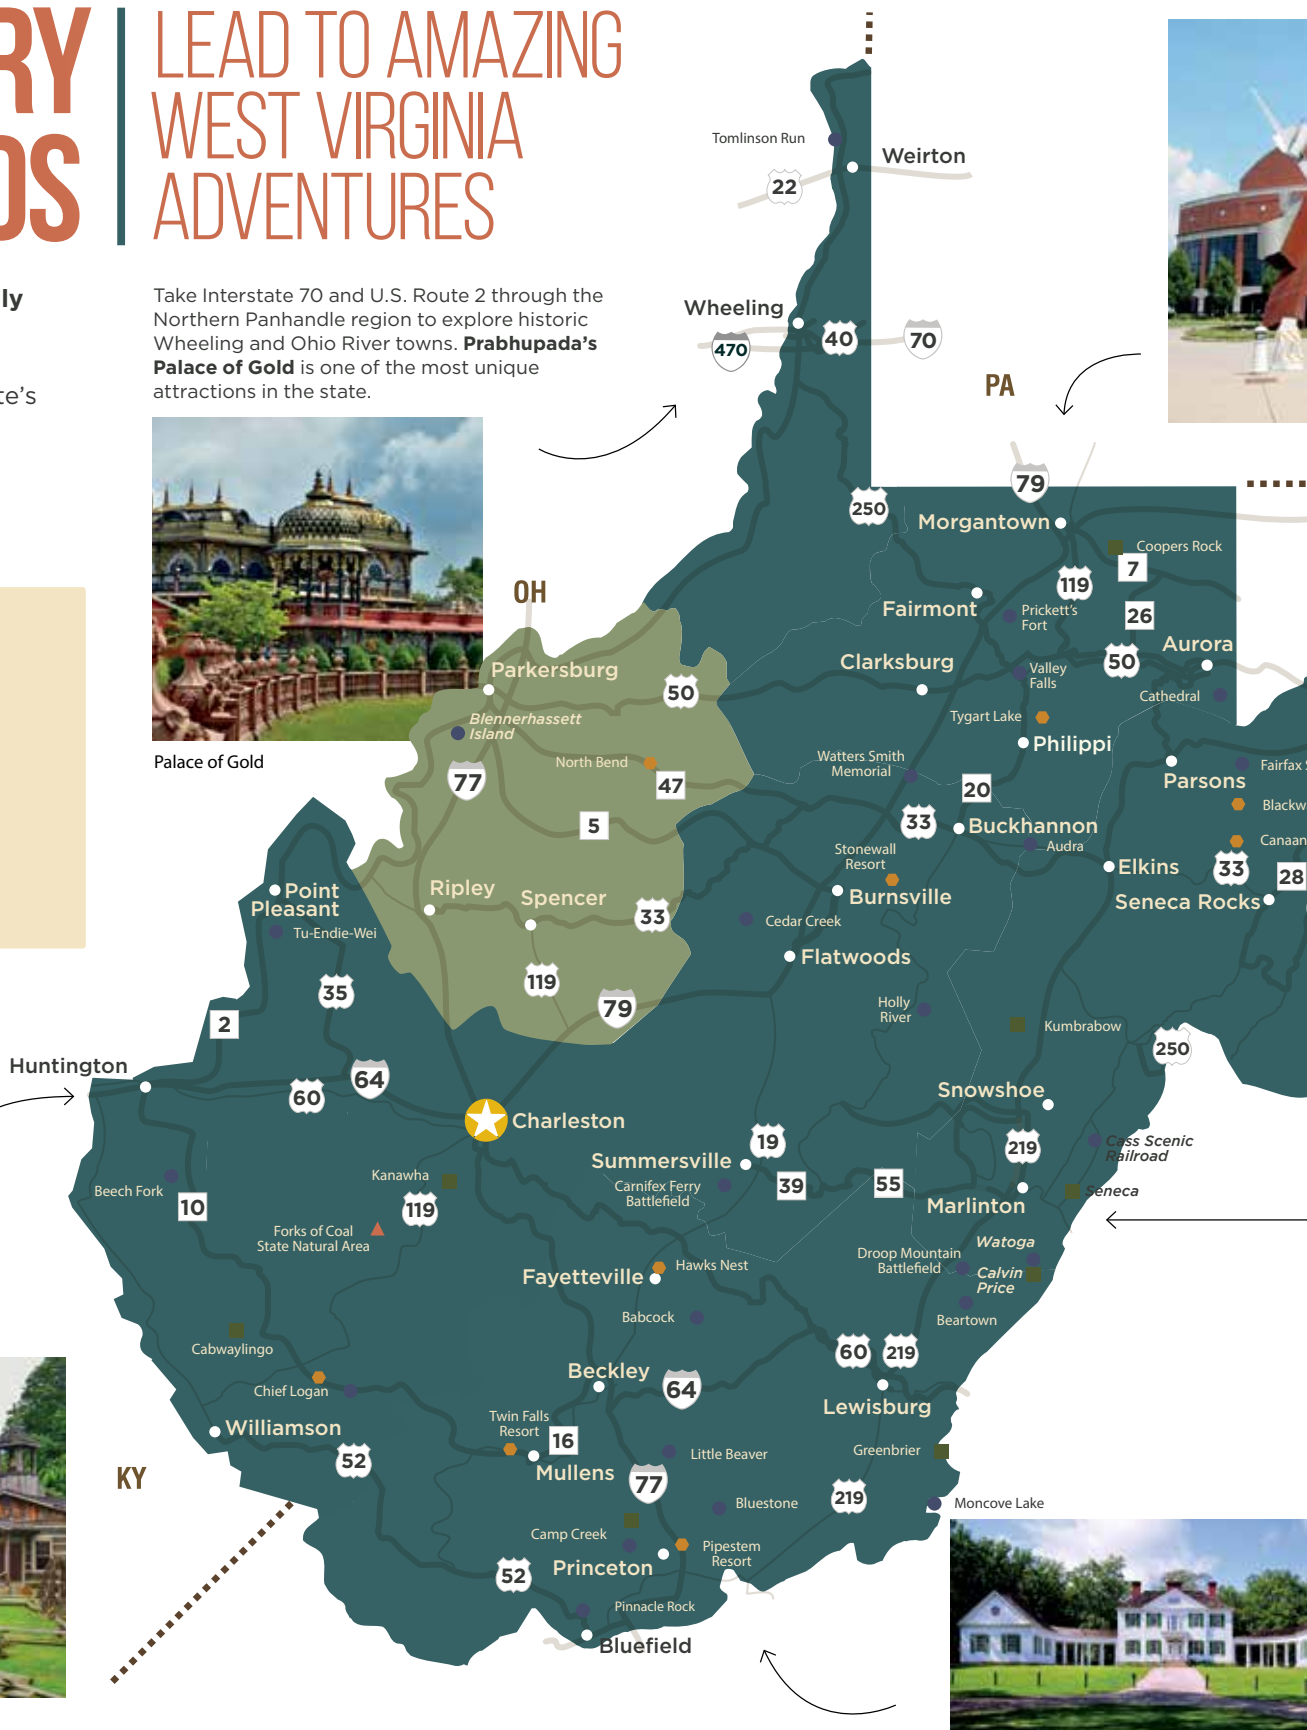 RY
DS
LEAD TO AMAZING
WEST VIRGINIA
ADVENTURES
ly
te's
Take Interstate 70 and U.S. Route 2 through the
Northern Panhandle region to explore historic
Wheeling and Ohio River towns. Prabhupada's
Palace of Gold is one of the most unique
attractions in the state.
Palace of Gold
Tomlinson Run
Weirton
22
Wheeling
470
40
70
PA
79
250
Morgantown
Coopers Rock
7
119
Fairmont
Prickett's
Fort
26
OH
Aurora
Clarksburg
50
Valley
Falls
Parkersburg
50
Cathedral
Blennerhassett
Island
Tygart Lake
Philippi
North Bend
Watters Smith
Memorial
Fairfax S
77
47
20
Parsons
Blackw
5
33
Buckhannon
Audra
Canaan
Stonewall
Resort
Elkins
33
28
Point
Pleasant
Ripley
Spencer
Burnsville
Seneca Rocks
33
Cedar Creek
Tu-Endie-Wei
Flatwoods
35
119
79
Holly
River
2
Kumbrabow
250
Huntington
64
60
Snowshoe
Charleston
19
219
Cass Scenic
Railroad
Summersville
Kanawha
Carnifex Ferry
Battlefield
39
55
Seneca
Beech Fork
10
119
Marlinton
Forks of Coal
State Natural Area
Watoga
Droop Mountain
Battlefield
Hawks Nest
Fayetteville
Calvin
Price
Babcock
Beartown
Cabwaylingo
60
219
Beckley
64
Chief Logan
Lewisburg
Twin Falls
Resort
Williamson
16
Greenbrier
52
Little Beaver
Mullens
KY
77
219
Bluestone
Moncove Lake
Camp Creek
Pipestem
Resort
Princeton
52
Pinnacle Rock
Bluefield